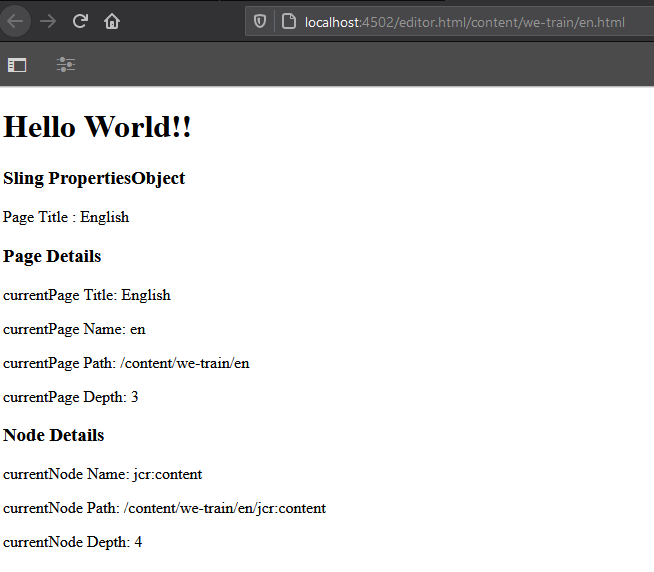 localhost:4502/editor.html/content/we-train/en.html
Hello World!!
Sling PropertiesObject
Page Title : English
Page Details
currentPage Title: English
currentPage Name: en
currentPage Path: /content/we-train/en
currentPage Depth: 3
Node Details
currentNode Name: jcr:content
currentNode Path: /content/we-train/en/jcr:content
currentNode Depth: 4